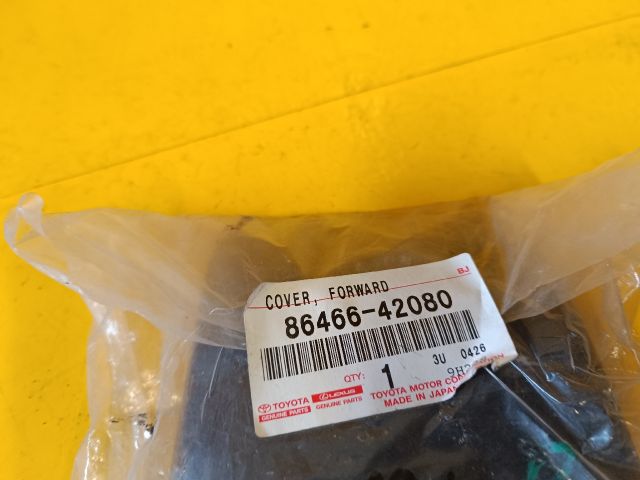 BJ
COVER, FORWARD
86466-42080
QTY: 1 3U 0426
TOYOTA GENUINE PARTS
LEXUS GENUINE PARTS
TOYOTA MOTOR
MADE IN JAPAN